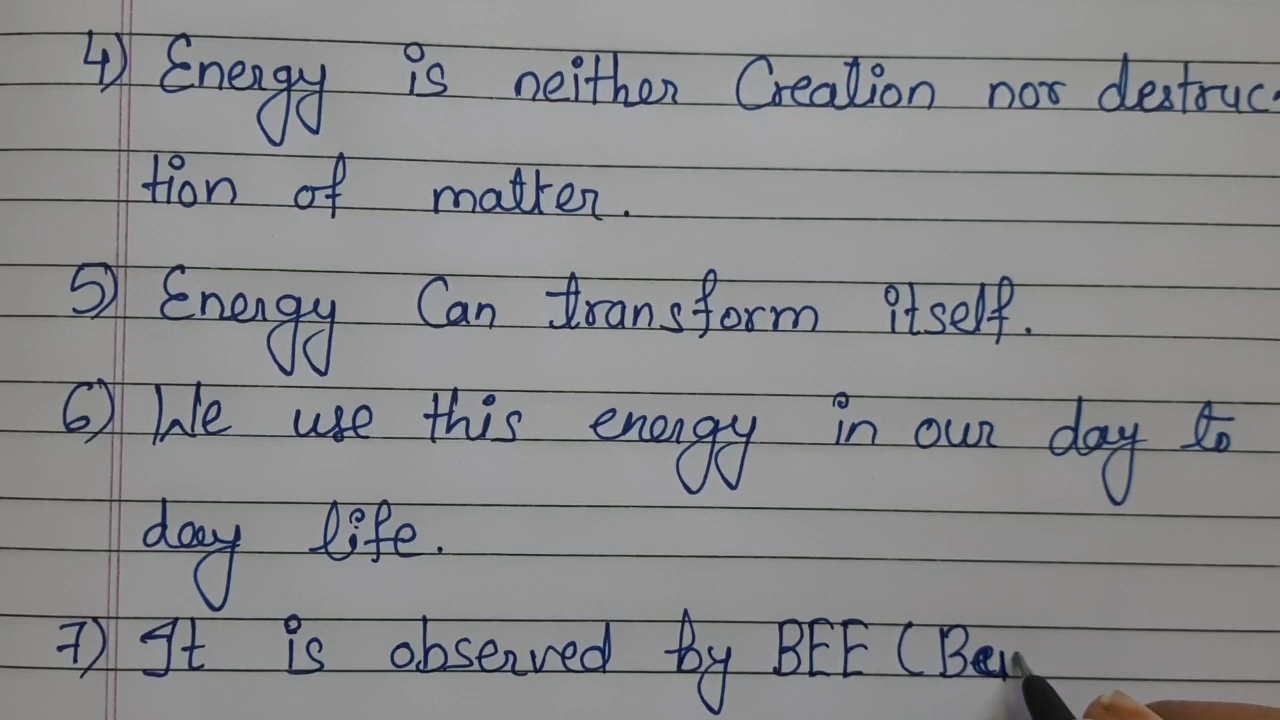 4) Energy is neither Creation nor destruc-
tion of matter.
5) Energy Can transform itself.
6) We use this energy in our day to
day life.
7) It is observed by BEE (